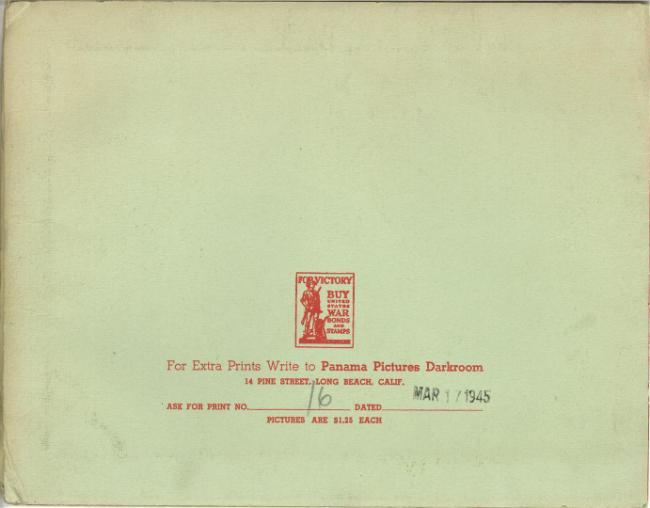 FOR VICTORY
BUY
UNITED
STATES
WAR
BONDS
AND
STAMPS
For Extra Prints Write to Panama Pictures Darkroom
14 PINE STREET, LONG BEACH, CALIF.
ASK FOR PRINT NO. 16 DATED MAR 17 1945
PICTURES ARE $1.25 EACH